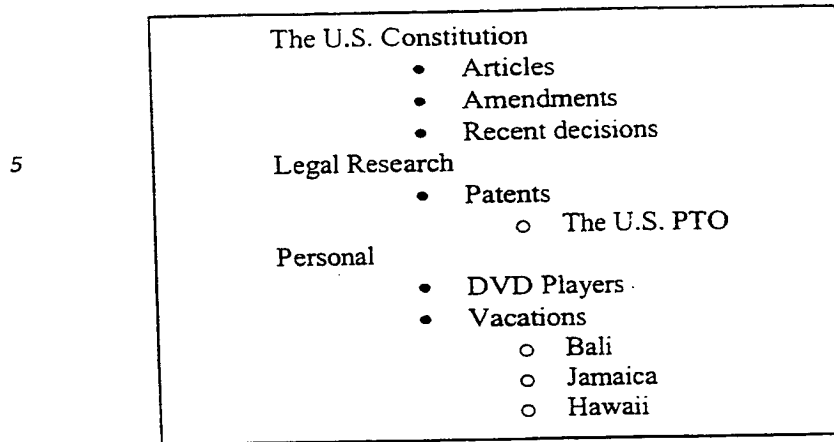 The U.S. Constitution
• Articles
• Amendments
• Recent decisions
5 Legal Research
• Patents
o The U.S. PTO
Personal
• DVD Players
• Vacations
o Bali
o Jamaica
o Hawaii